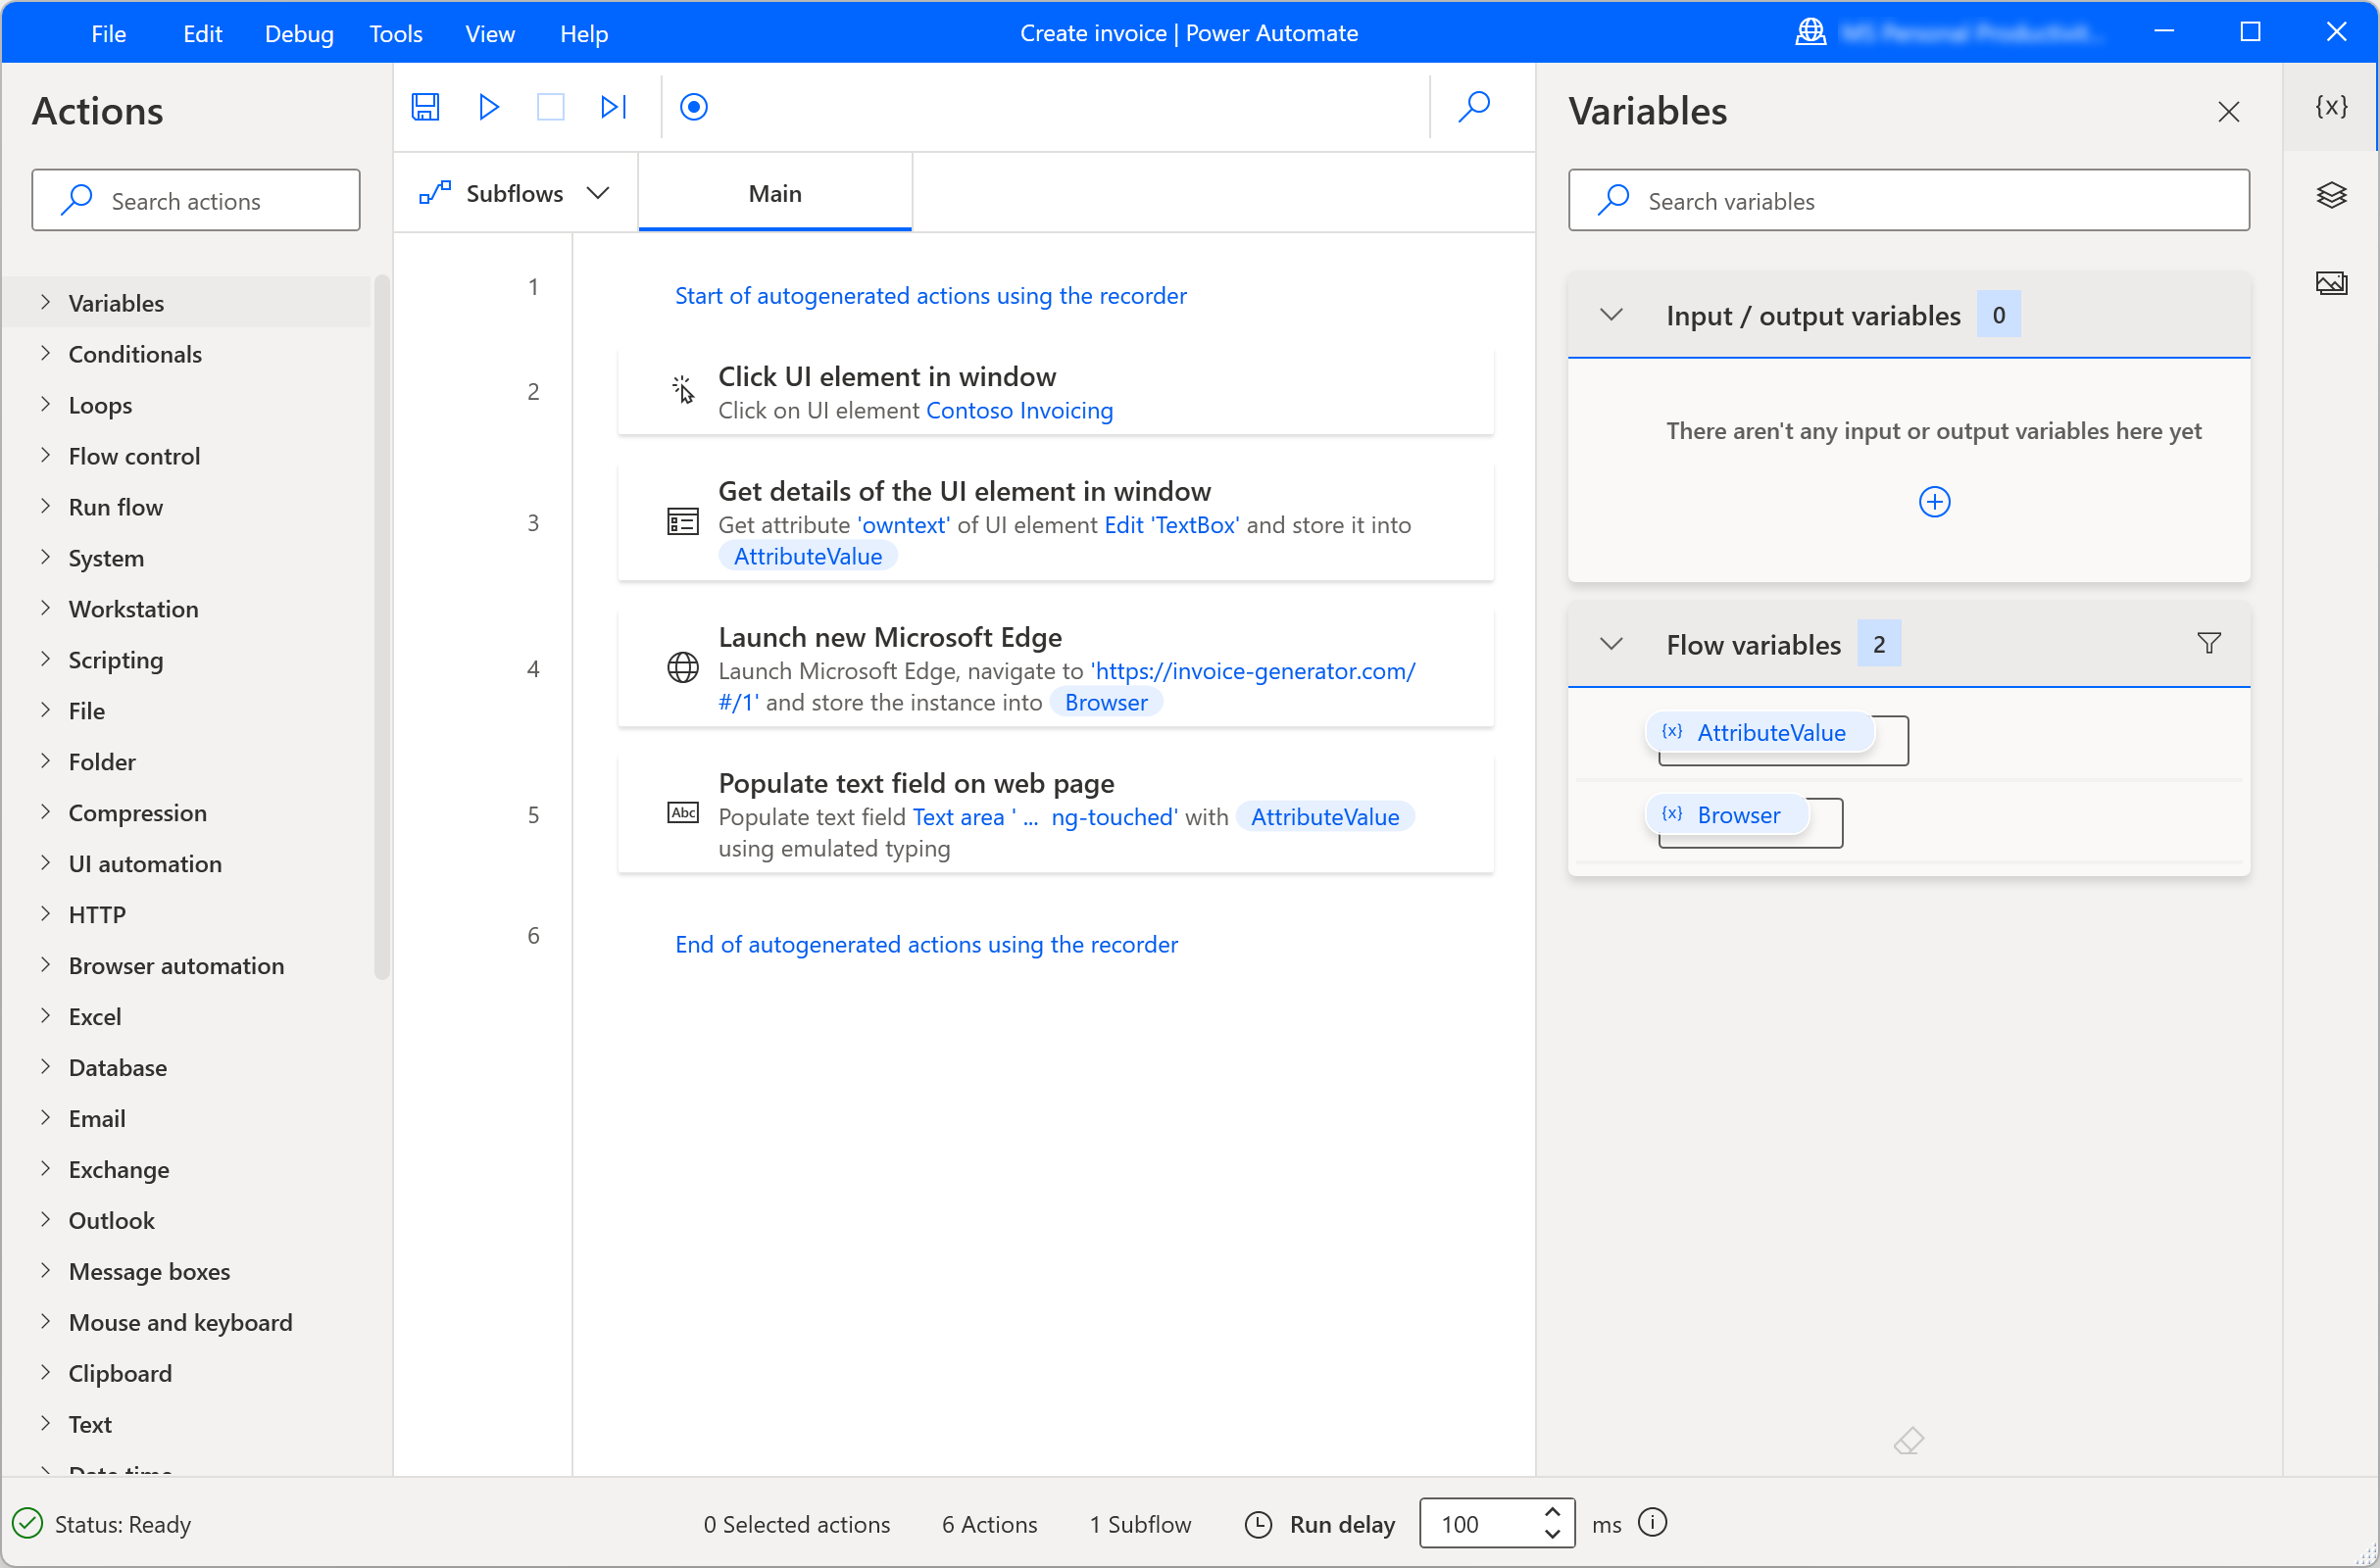 File Edit Debug Tools View Help
Create invoice | Power Automate
Actions
Search actions
Variables
Conditionals
Loops
Flow control
Run flow
System
Workstation
Scripting
File
Folder
Compression
UI automation
HTTP
Browser automation
Excel
Database
Email
Exchange
Outlook
Message boxes
Mouse and keyboard
Clipboard
Text
Date time
Subflows
Main
1
Start of autogenerated actions using the recorder
2
Click UI element in window
Click on UI element Contoso Invoicing
3
Get details of the UI element in window
Get attribute 'owntext' of UI element Edit 'TextBox' and store it into
AttributeValue
4
Launch new Microsoft Edge
Launch Microsoft Edge, navigate to 'https://invoice-generator.com/
#/1' and store the instance into Browser
5
Abc
Populate text field on web page
Populate text field Text area ' ... ng-touched' with AttributeValue
using emulated typing
6
End of autogenerated actions using the recorder
Variables
{x}
Search variables
Input / output variables 0
There aren't any input or output variables here yet
Flow variables 2
{x} AttributeValue
{x} Browser
Status: Ready
0 Selected actions
6 Actions
1 Subflow
Run delay
100
ms